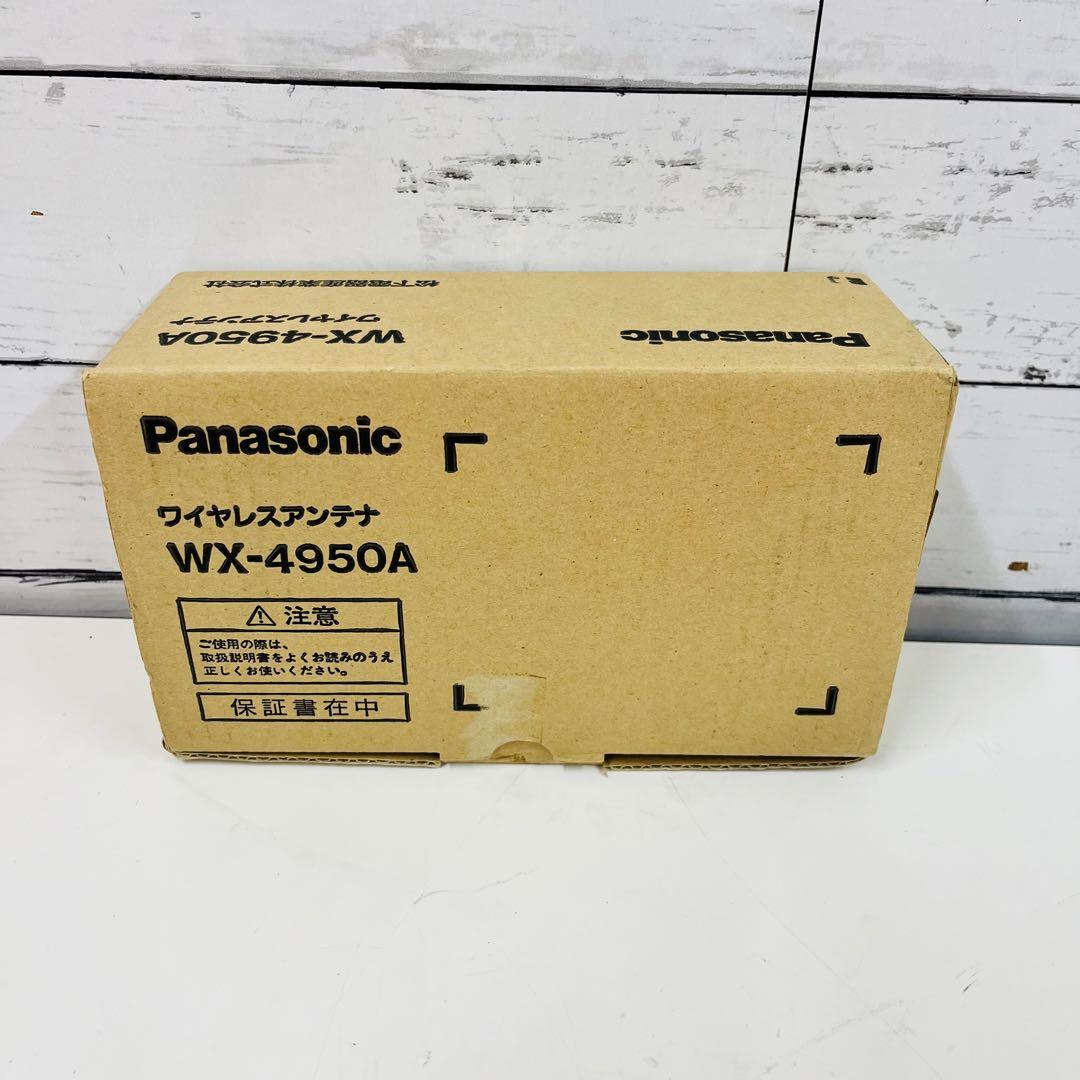 松下電器産業株式会社
ワイヤレスアンテナ
WX-4950A
Panasonic
Panasonic
ワイヤレスアンテナ
WX-4950A
⚠ 注意
ご使用の際は、
取扱説明書をよくお読みのうえ
正しくお使いください。
保証書在中